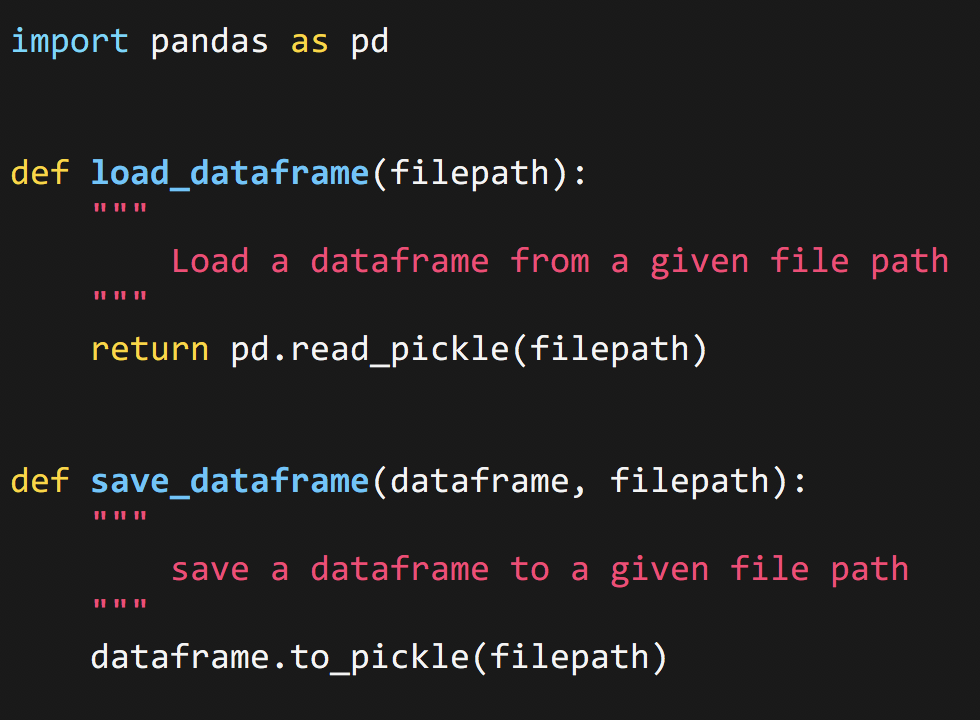 import pandas as pd
def load_dataframe(filepath):
    """
        Load a dataframe from a given file path
    """
    return pd.read_pickle(filepath)
def save_dataframe(dataframe, filepath):
    """
        save a dataframe to a given file path
    """
    dataframe.to_pickle(filepath)